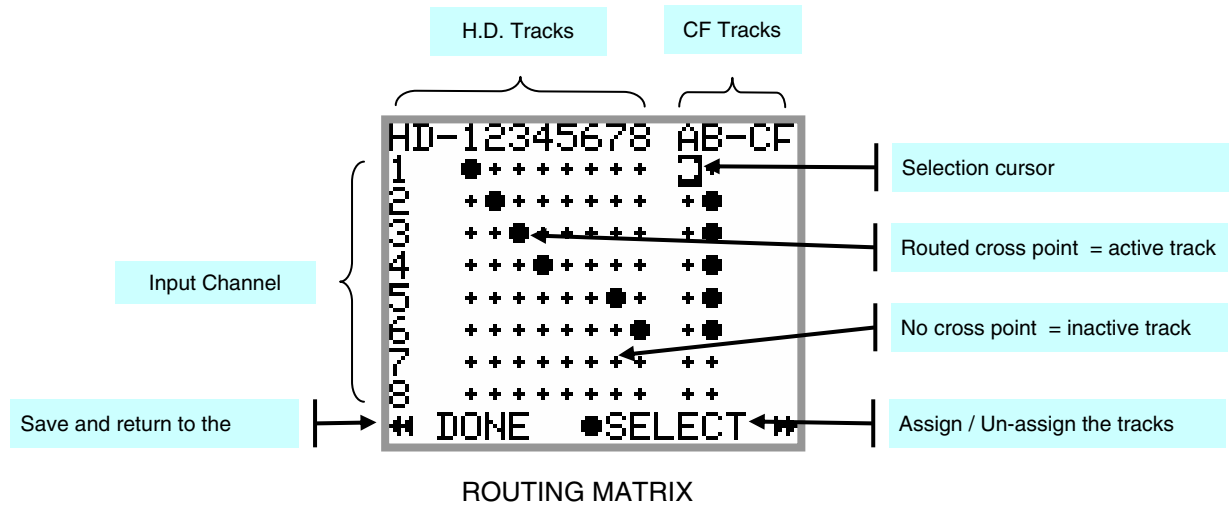 H.D. Tracks
CF Tracks
HD-12345678 AB-CF
1
2
3
4
5
6
7
8
DONE SELECT
Input Channel
Save and return to the
Selection cursor
Routed cross point = active track
No cross point = inactive track
Assign / Un-assign the tracks
ROUTING MATRIX